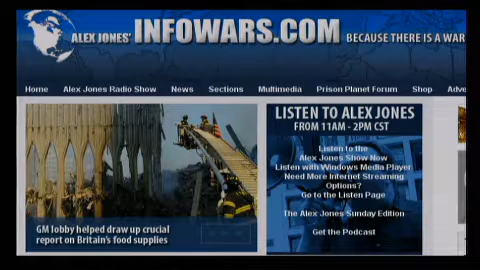 ALEX JONES' INFOWARS.COM BECAUSE THERE IS A WAR
Home Alex Jones Radio Show News Sections Multimedia Prison Planet Forum Shop Adve
LISTEN TO ALEX JONES
FROM 11AM - 2PM CST
Listen to the
Alex Jones Show Now
Listen with Windows Media Player
Need More Internet Streaming
Options?
Go to the Listen Page
The Alex Jones Sunday Edition
Get the Podcast
GM lobby helped draw up crucial
report on Britain's food supplies